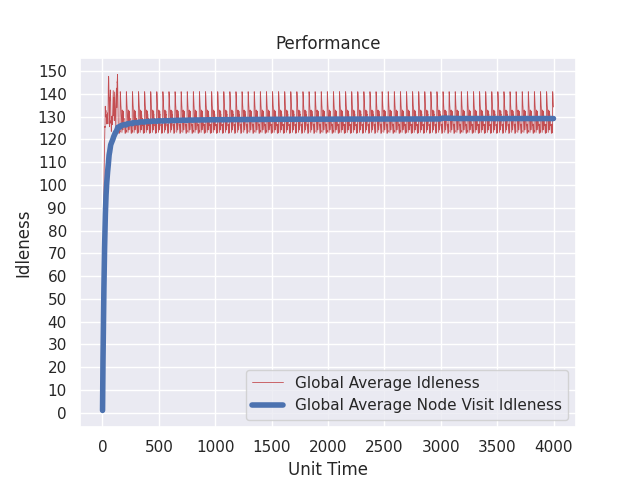 Performance
Idleness
150
140
130
120
110
100
90
80
70
60
50
40
30
20
10
0
Global Average Idleness
Global Average Node Visit Idleness
0 500 1000 1500 2000 2500 3000 3500 4000
Unit Time